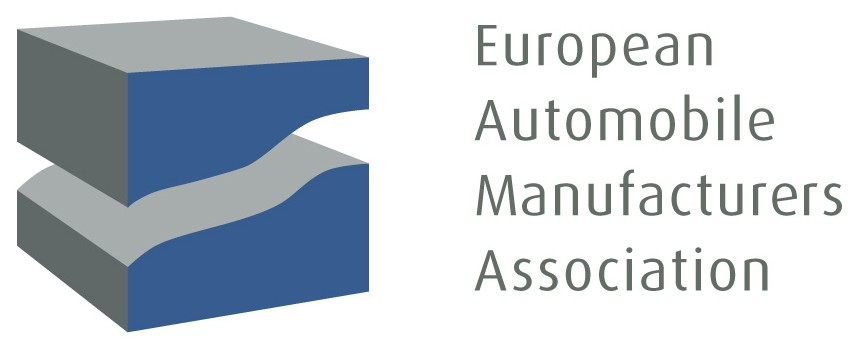 European
Automobile
Manufacturers
Association